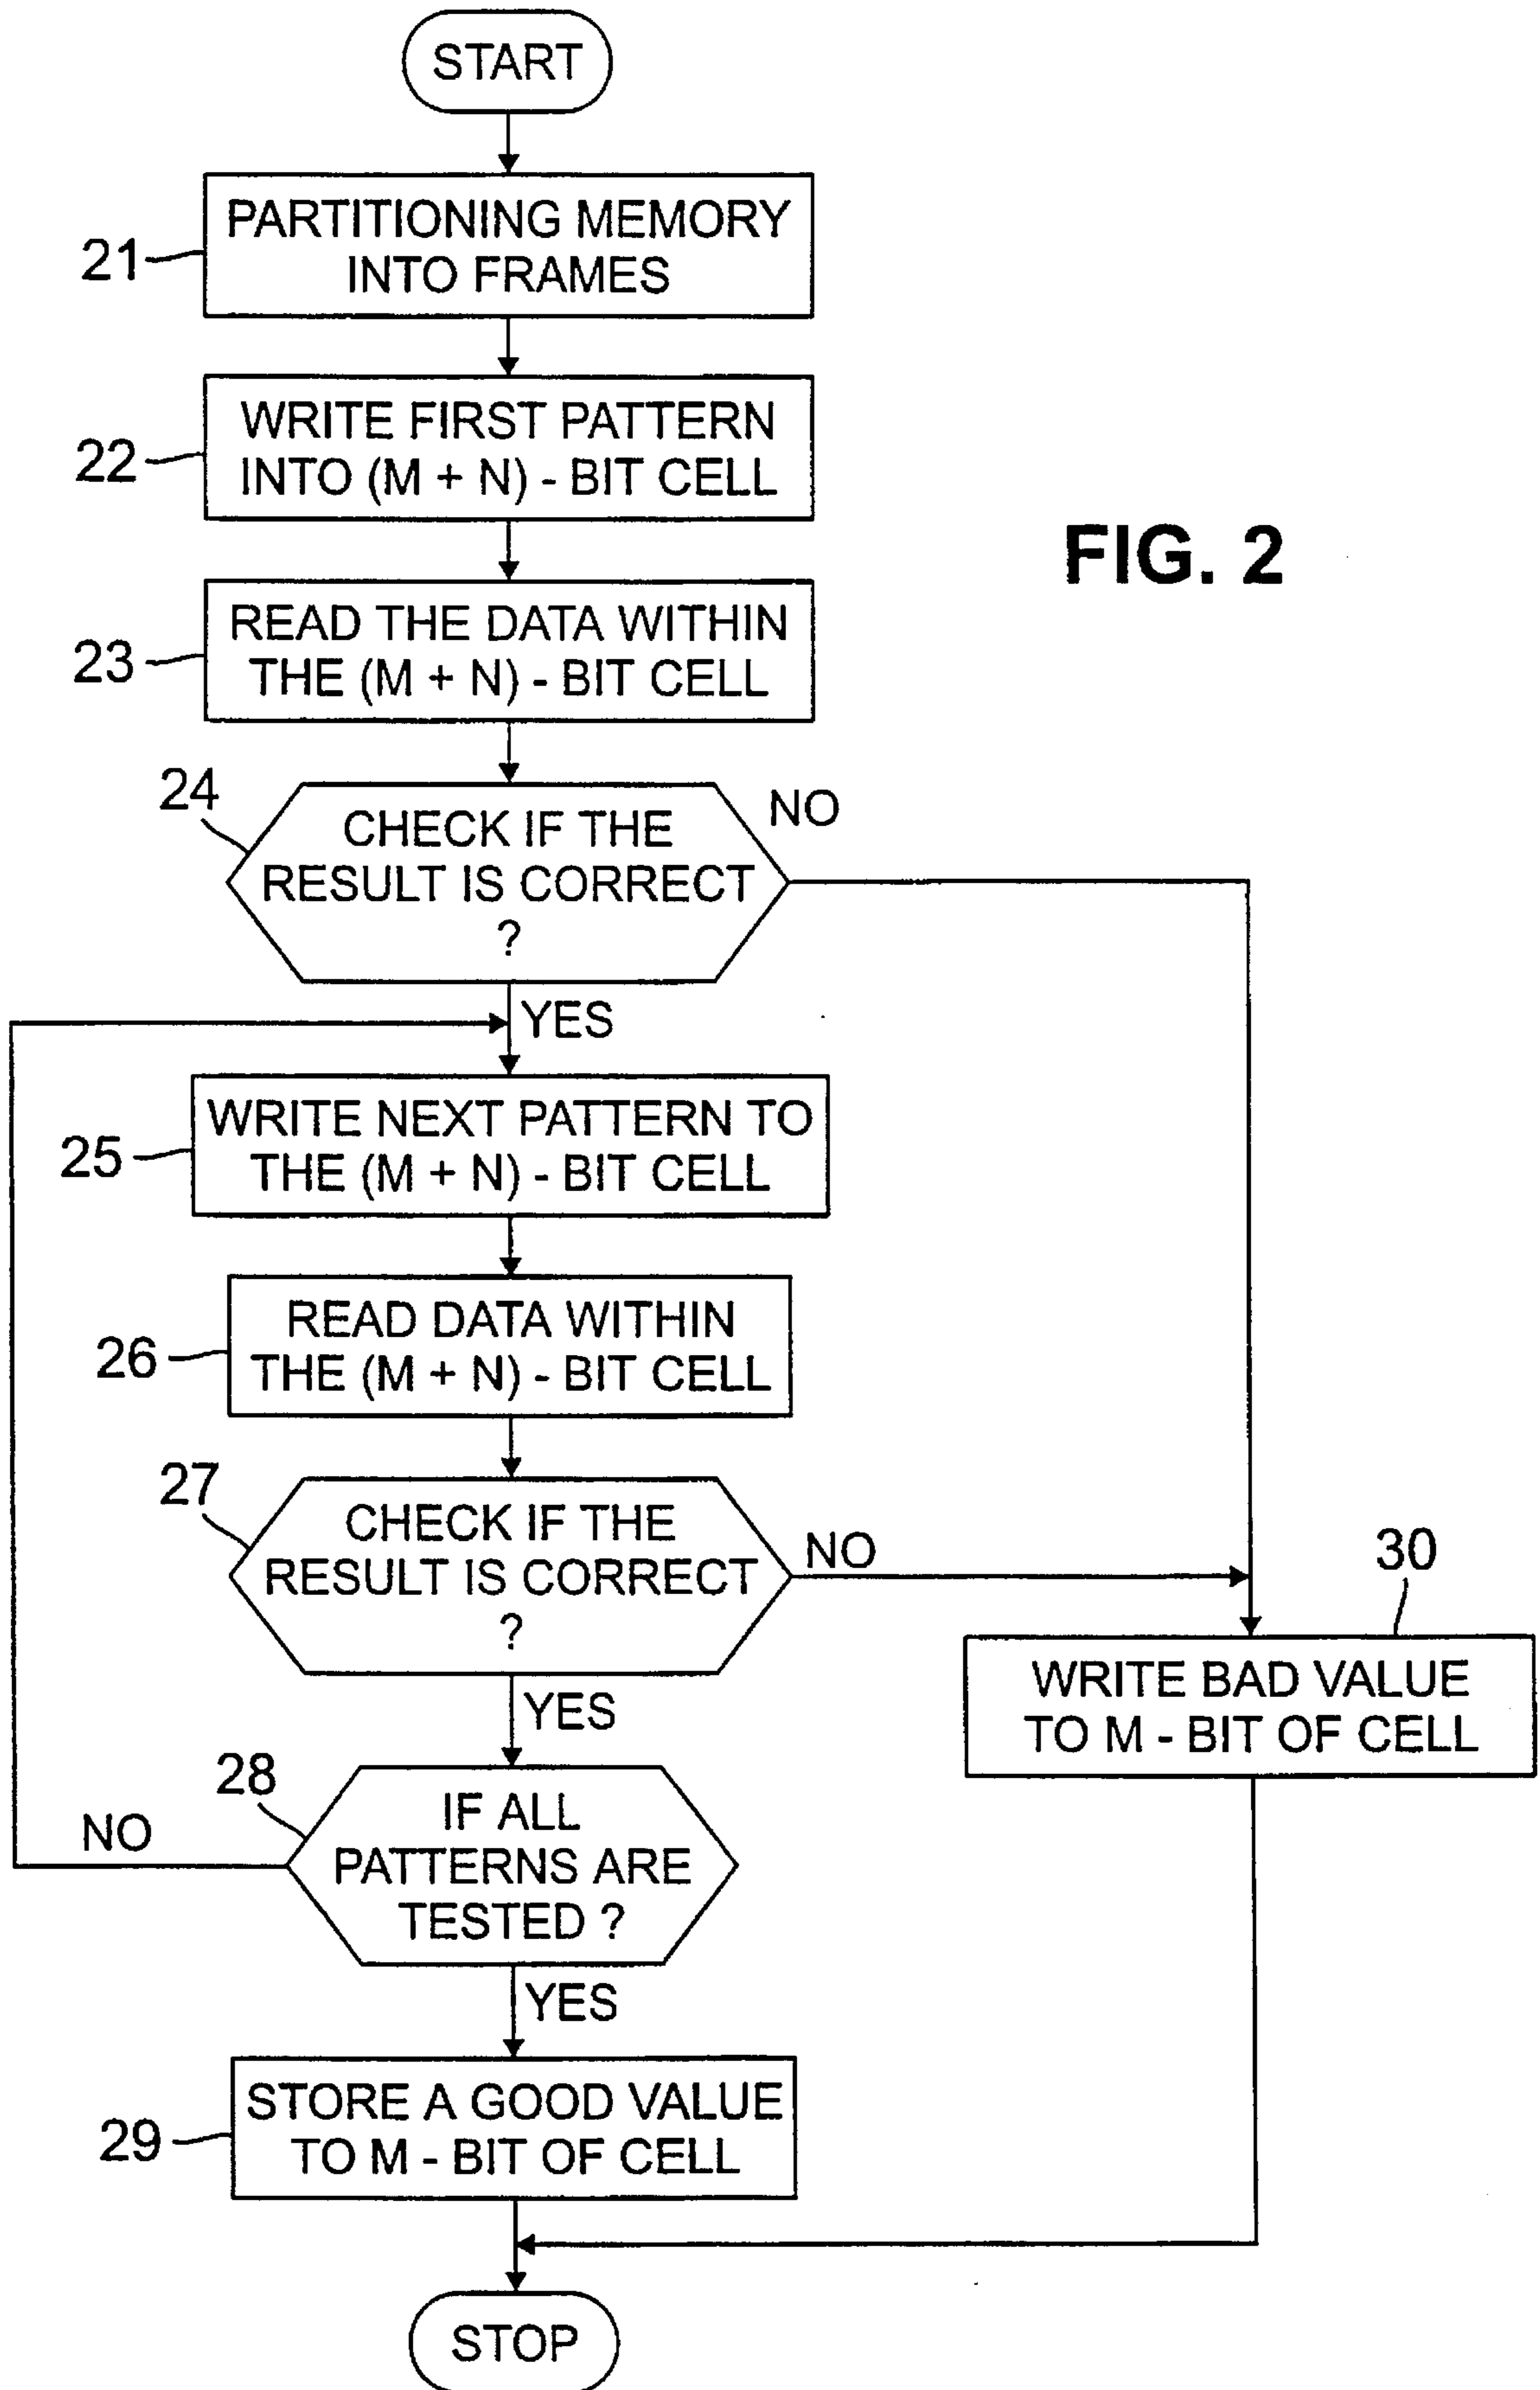 START
PARTITIONING MEMORY
INTO FRAMES
21
WRITE FIRST PATTERN
INTO (M + N) - BIT CELL
22
FIG. 2
READ THE DATA WITHIN
THE (M + N) - BIT CELL
23
24
CHECK IF THE
RESULT IS CORRECT
?
NO
YES
WRITE NEXT PATTERN TO
THE (M + N) - BIT CELL
25
READ DATA WITHIN
THE (M + N) - BIT CELL
26
27
CHECK IF THE
RESULT IS CORRECT
?
NO
30
WRITE BAD VALUE
TO M - BIT OF CELL
YES
28
IF ALL
PATTERNS ARE
TESTED ?
NO
YES
STORE A GOOD VALUE
TO M - BIT OF CELL
29
STOP